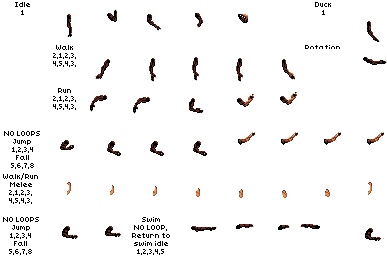 Idle
1
Duck
1
Walk
2,1,2,3,
4,5,4,3,
Rotation
Run
2,1,2,3,
4,5,4,3,
NO LOOPS
Jump
1,2,3,4
Fall
5,6,7,8
Walk/Run
Melee
2,1,2,3,
4,5,4,3,
NO LOOPS
Jump
1,2,3,4
Fall
5,6,7,8
Swim
NO LOOP,
Return to
swim idle
1,2,3,4,5